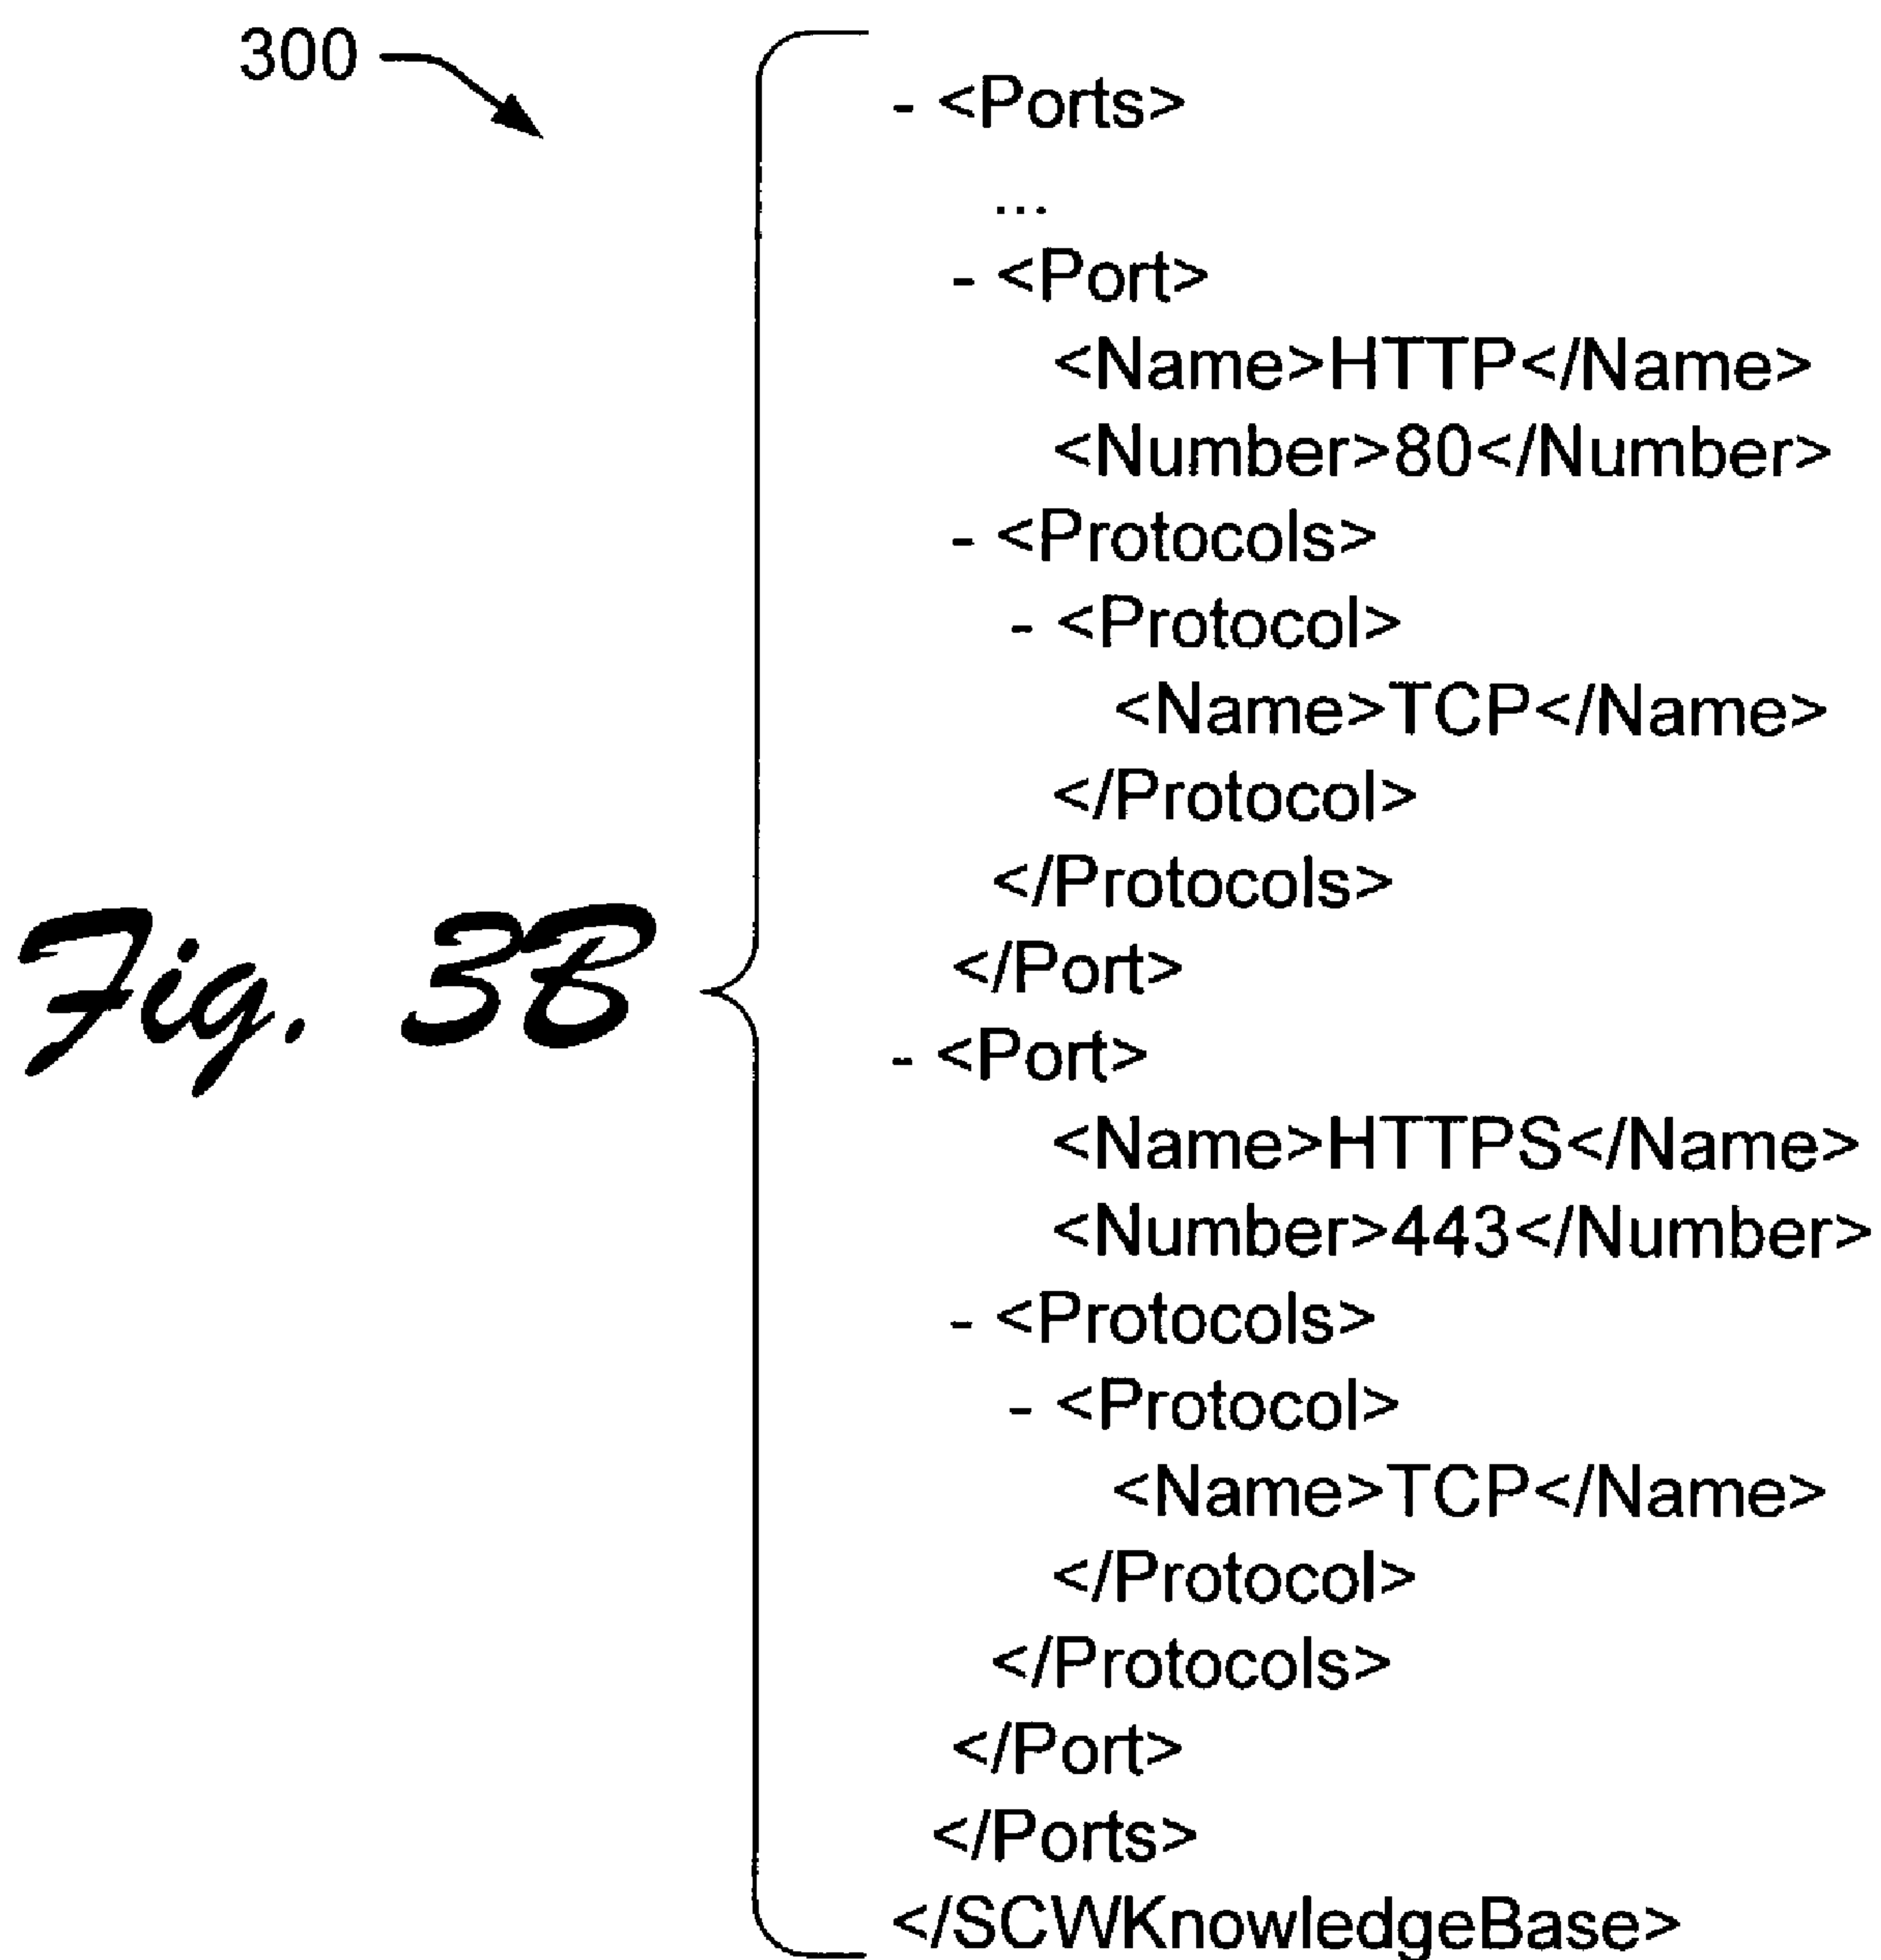 300
- <Ports>
...
- <Port>
<Name>HTTP</Name>
<Number>80</Number>
- <Protocols>
- <Protocol>
<Name>TCP</Name>
</Protocol>
</Protocols>
</Port>
Fig. 3B
- <Port>
<Name>HTTPS</Name>
<Number>443</Number>
- <Protocols>
- <Protocol>
<Name>TCP</Name>
</Protocol>
</Protocols>
</Port>
</Ports>
</SCWKnowledgeBase>